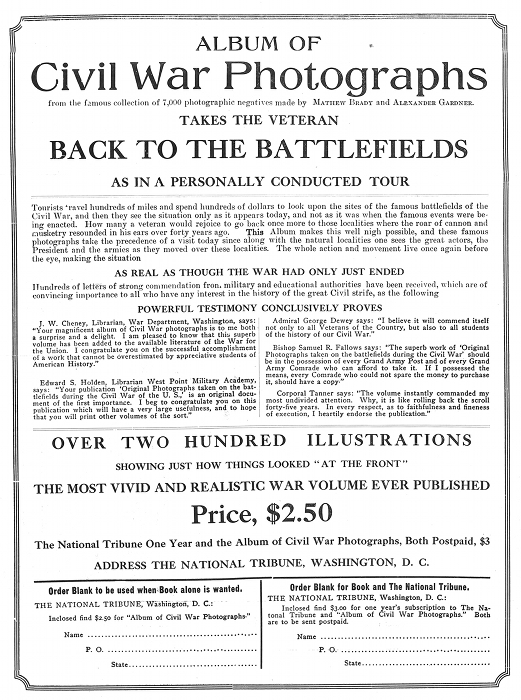 ALBUM OF
Civil War Photographs
from the famous collection of 7,000 photographic negatives made by MATHEW BRADY and ALEXANDER GARDNER.
TAKES THE VETERAN
BACK TO THE BATTLEFIELDS
AS IN A PERSONALLY CONDUCTED TOUR
Tourists 'ravel hundreds of miles and spend hundreds of dollars to look upon the sites of the famous battlefields of the
Civil War, and then they see the situation only as it appears today, and not as it was when the famous events were be-
ing enacted. How many a veteran would rejoice to go back once more to those localities where the roar of cannon and
musketry resounded in his ears over forty years ago. This Album makes this well nigh possible, and these famous
photographs take the precedence of a visit today since along with the natural localities one sees the great actors, the
President and the armies as they moved over these localities. The whole action and movement live once again before
the eye, making the situation
AS REAL AS THOUGH THE WAR HAD ONLY JUST ENDED
Hundreds of letters of strong commendation fron. military and educational authorities have been received, which are of
convincing importance to all who have any interest in the history of the great Civil strife, as the following
POWERFUL TESTIMONY CONCLUSIVELY PROVES
J. W. Cheney, Librarian, War Department, Washington, says:
"Your magnificent album of Civil War photographs is to me both
a surprise and a delight. I am pleased to know that this superb
volume has been added to the available literature of the War for
the Union. I congratulate you on the successful accomplishment
of a work that cannot be overestimated by appreciative students of
American History."
Edward S. Holden, Librarian West Point Military Academy,
says: "Your publication 'Original Photographs taken on the bat-
tlefields during the Civil War of the U. S.,' is an original docu-
ment of the first importance. I beg to congratulate you on this
publication which will have a very large usefulness, and to hope
that you will print other volumes of the sort."
Admiral George Dewey says: "I believe it will commend itself
not only to all Veterans of the Country, but also to all students
of the history of our Civil War."
Bishop Samuel R. Fallows says: "The superb work of 'Original
Photographs taken on the battlefields during the Civil War' should
be in the possession of every Grand Army Post and of every Grand
Army Comrade who can afford to take it. If I possessed the
means, every Comrade who could not spare the money to purchase
it, should have a copy."
Corporal Tanner says: "The volume instantly commanded my
most undivided attention. Why, it is like rolling back the scroll
forty-five years. In every respect, as to faithfulness and fineness
of execution, I heartily endorse the publication."
OVER TWO HUNDRED ILLUSTRATIONS
SHOWING JUST HOW THINGS LOOKED "AT THE FRONT"
THE MOST VIVID AND REALISTIC WAR VOLUME EVER PUBLISHED
Price, $2.50
The National Tribune One Year and the Album of Civil War Photographs, Both Postpaid, $3
ADDRESS THE NATIONAL TRIBUNE, WASHINGTON, D. C.
Order Blank to be used when Book alone is wanted.
THE NATIONAL TRIBUNE, Washington, D. C.:
Inclosed find $2.50 for "Album of Civil War Photographs"
Name
P. O.
State
Order Blank for Book and The National Tribune.
THE NATIONAL TRIBUNE, Washington, D. C.:
Inclosed find $3.00 for one year's subscription to The Na-
tional Tribune and "Album of Civil War Photographs." Both
are to be sent postpaid.
Name
P. O.
State